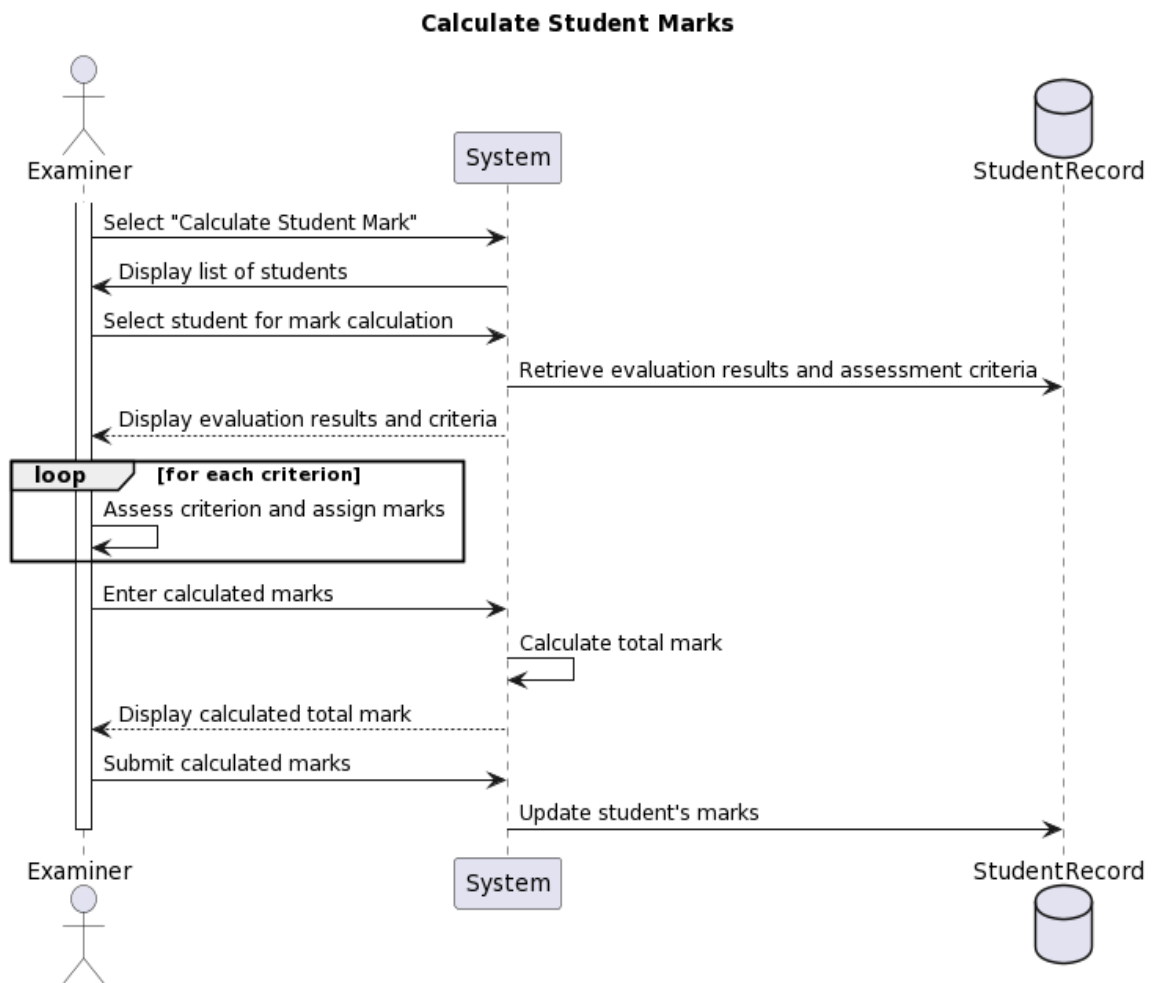 Calculate Student Marks
Examiner
System
StudentRecord
Select "Calculate Student Mark"
Display list of students
Select student for mark calculation
Retrieve evaluation results and assessment criteria
Display evaluation results and criteria
loop [for each criterion]
Assess criterion and assign marks
Enter calculated marks
Calculate total mark
Display calculated total mark
Submit calculated marks
Update student's marks
Examiner
System
StudentRecord